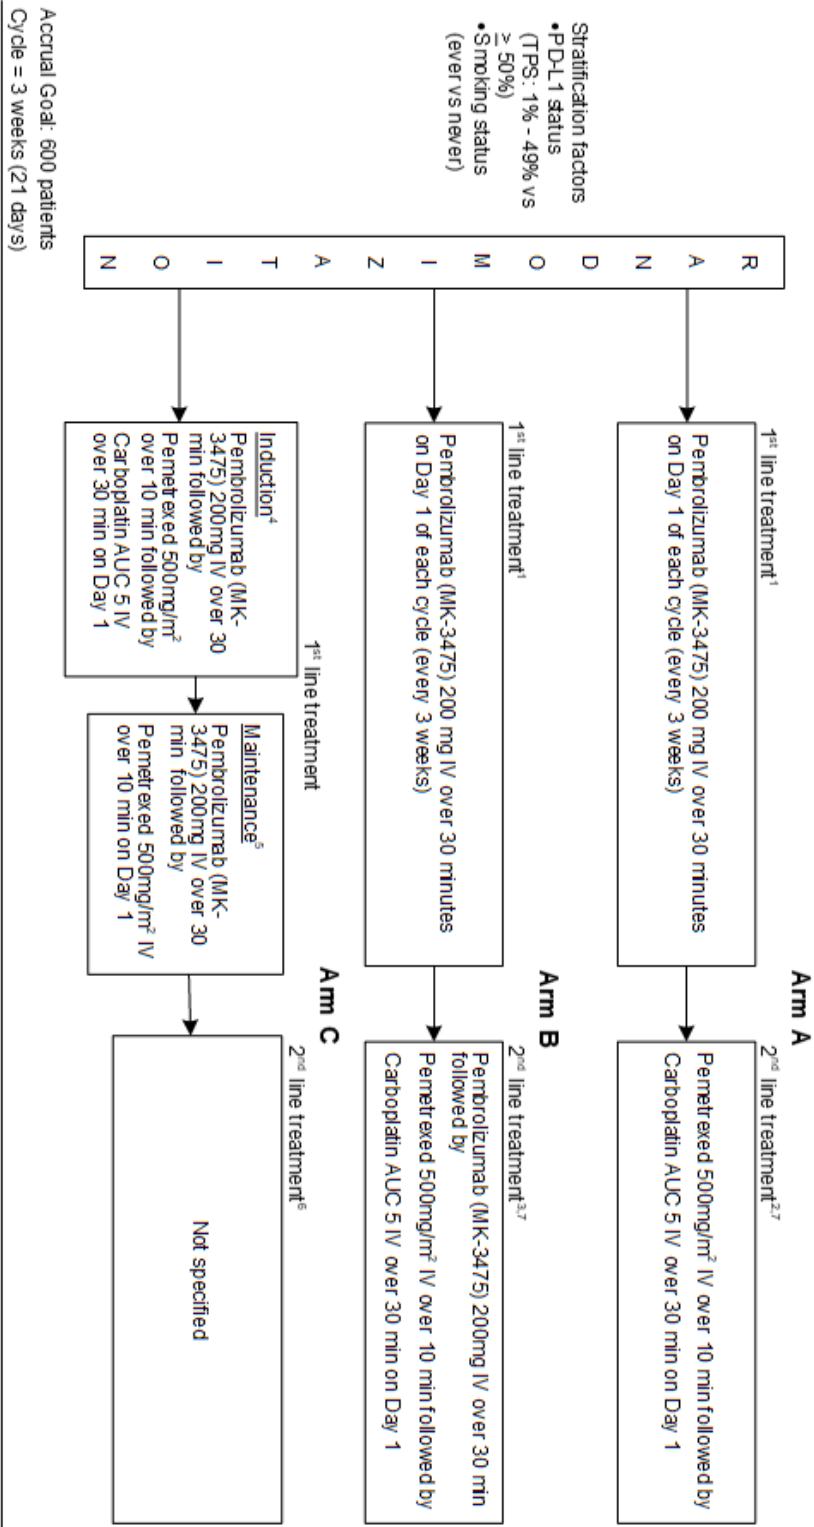 Stratification factors
•PD-L1 status
(TPS: 1% - 49% vs
≥ 50%)
•Smoking status
(ever vs never)
R A N D O M I Z A T I O N
Arm A
1st line treatment1
Pembrolizumab (MK-3475) 200 mg IV over 30 minutes
on Day 1 of each cycle (every 3 weeks)
2nd line treatment2,7
Pemetrexed 500mg/m2 IV over 10 min followed by
Carboplatin AUC 5 IV over 30 min on Day 1
Arm B
1st line treatment1
Pembrolizumab (MK-3475) 200 mg IV over 30 minutes
on Day 1 of each cycle (every 3 weeks)
2nd line treatment3,7
Pembrolizumab (MK-3475) 200mg IV over 30 min
followed by
Pemetrexed 500mg/m2 IV over 10 min followed by
Carboplatin AUC 5 IV over 30 min on Day 1
Arm C
1st line treatment
Induction4
Pembrolizumab (MK-
3475) 200mg IV over 30
min followed by
Pemetrexed 500mg/m2
over 10 min followed by
Carboplatin AUC 5 IV
over 30 min on Day 1
Maintenance5
Pembrolizumab (MK-
3475) 200mg IV over 30
min followed by
Pemetrexed 500mg/m2 IV
over 10 min on Day 1
2nd line treatment6
Not specified
Accrual Goal: 600 patients
Cycle = 3 weeks (21 days)